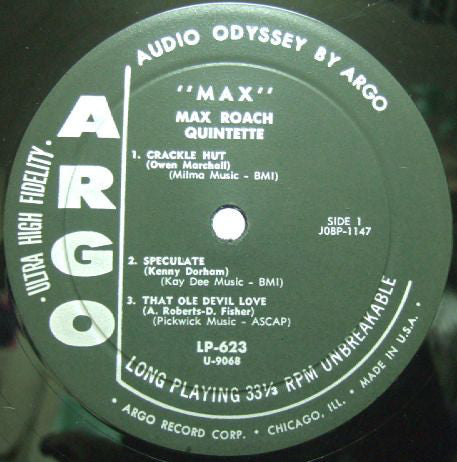 AUDIO ODYSSEY BY ARGO
· ULTRA HIGH FIDELITY ·
ARGO
"MAX"
MAX ROACH
QUINTETTE
1. CRACKLE HUT
(Owen Marchall)
(Milma Music - BMI)
SIDE 1
J0BP-1147
2. SPECULATE
(Kenny Dorham)
(Kay Dee Music - BMI)
3. THAT OLE DEVIL LOVE
(A. Roberts-D. Fisher)
(Pickwick Music - ASCAP)
LP-623
U-9068
LONG PLAYING 33⅓ RPM UNBREAKABLE
· ARGO RECORD CORP. · CHICAGO, ILL. · MADE IN U.S.A. ·